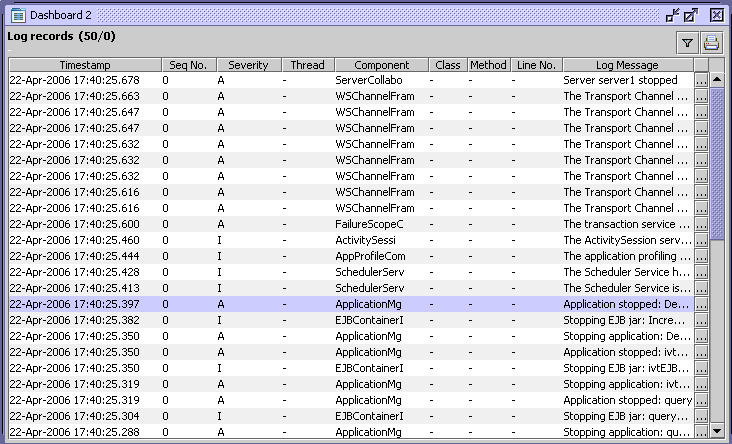 Dashboard 2
Log records (50/0)
Timestamp Seq No. Severity Thread Component Class Method Line No. Log Message
22-Apr-2006 17:40:25.678 0 A - ServerCollabo - - - Server server1 stopped ...
22-Apr-2006 17:40:25.663 0 A - WSChannelFram - - - The Transport Channel ... ...
22-Apr-2006 17:40:25.647 0 A - WSChannelFram - - - The Transport Channel ... ...
22-Apr-2006 17:40:25.647 0 A - WSChannelFram - - - The Transport Channel ... ...
22-Apr-2006 17:40:25.632 0 A - WSChannelFram - - - The Transport Channel ... ...
22-Apr-2006 17:40:25.632 0 A - WSChannelFram - - - The Transport Channel ... ...
22-Apr-2006 17:40:25.632 0 A - WSChannelFram - - - The Transport Channel ... ...
22-Apr-2006 17:40:25.616 0 A - WSChannelFram - - - The Transport Channel ... ...
22-Apr-2006 17:40:25.616 0 A - WSChannelFram - - - The Transport Channel ... ...
22-Apr-2006 17:40:25.600 0 A - FailureScopeC - - - The transaction service ... ...
22-Apr-2006 17:40:25.460 0 I - ActivitySessi - - - The ActivitySession serv... ...
22-Apr-2006 17:40:25.444 0 I - AppProfileCom - - - The application profiling ... ...
22-Apr-2006 17:40:25.428 0 I - SchedulerServ - - - The Scheduler Service h... ...
22-Apr-2006 17:40:25.413 0 I - SchedulerServ - - - The Scheduler Service is... ...
22-Apr-2006 17:40:25.397 0 A - ApplicationMg - - - Application stopped: De... ...
22-Apr-2006 17:40:25.382 0 I - EJBContainerI - - - Stopping EJB jar: Incre... ...
22-Apr-2006 17:40:25.350 0 A - ApplicationMg - - - Stopping application: De... ...
22-Apr-2006 17:40:25.350 0 A - ApplicationMg - - - Application stopped: ivt... ...
22-Apr-2006 17:40:25.350 0 I - EJBContainerI - - - Stopping EJB jar: ivtEJB... ...
22-Apr-2006 17:40:25.319 0 A - ApplicationMg - - - Stopping application: ivt... ...
22-Apr-2006 17:40:25.319 0 A - ApplicationMg - - - Application stopped: query ...
22-Apr-2006 17:40:25.304 0 I - EJBContainerI - - - Stopping EJB jar: query... ...
22-Apr-2006 17:40:25.288 0 A - ApplicationMg - - - Stopping application: qu... ...